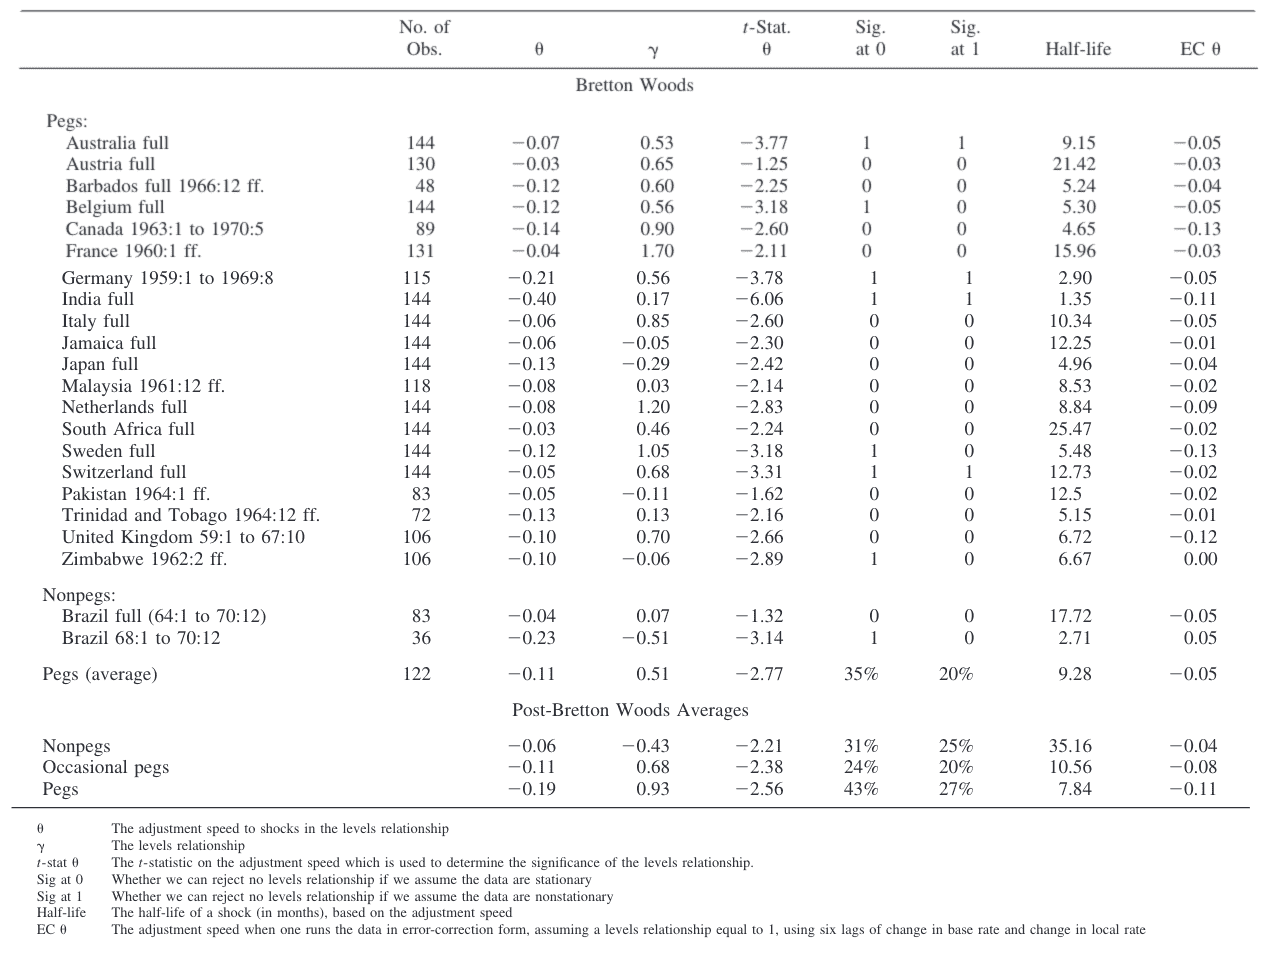 No. of t-Stat. Sig. Sig.
Obs. θ γ θ at 0 at 1 Half-life EC θ
Bretton Woods
Pegs:
Australia full 144 −0.07 0.53 −3.77 1 1 9.15 −0.05
Austria full 130 −0.03 0.65 −1.25 0 0 21.42 −0.03
Barbados full 1966:12 ff. 48 −0.12 0.60 −2.25 0 0 5.24 −0.04
Belgium full 144 −0.12 0.56 −3.18 1 0 5.30 −0.05
Canada 1963:1 to 1970:5 89 −0.14 0.90 −2.60 0 0 4.65 −0.13
France 1960:1 ff. 131 −0.04 1.70 −2.11 0 0 15.96 −0.03
Germany 1959:1 to 1969:8 115 −0.21 0.56 −3.78 1 1 2.90 −0.05
India full 144 −0.40 0.17 −6.06 1 1 1.35 −0.11
Italy full 144 −0.06 0.85 −2.60 0 0 10.34 −0.05
Jamaica full 144 −0.06 −0.05 −2.30 0 0 12.25 −0.01
Japan full 144 −0.13 −0.29 −2.42 0 0 4.96 −0.04
Malaysia 1961:12 ff. 118 −0.08 0.03 −2.14 0 0 8.53 −0.02
Netherlands full 144 −0.08 1.20 −2.83 0 0 8.84 −0.09
South Africa full 144 −0.03 0.46 −2.24 0 0 25.47 −0.02
Sweden full 144 −0.12 1.05 −3.18 1 0 5.48 −0.13
Switzerland full 144 −0.05 0.68 −3.31 1 1 12.73 −0.02
Pakistan 1964:1 ff. 83 −0.05 −0.11 −1.62 0 0 12.5 −0.02
Trinidad and Tobago 1964:12 ff. 72 −0.13 0.13 −2.16 0 0 5.15 −0.01
United Kingdom 59:1 to 67:10 106 −0.10 0.70 −2.66 0 0 6.72 −0.12
Zimbabwe 1962:2 ff. 106 −0.10 −0.06 −2.89 1 0 6.67 0.00
Nonpegs:
Brazil full (64:1 to 70:12) 83 −0.04 0.07 −1.32 0 0 17.72 −0.05
Brazil 68:1 to 70:12 36 −0.23 −0.51 −3.14 1 0 2.71 0.05
Pegs (average) 122 −0.11 0.51 −2.77 35% 20% 9.28 −0.05
Post-Bretton Woods Averages
Nonpegs −0.06 −0.43 −2.21 31% 25% 35.16 −0.04
Occasional pegs −0.11 0.68 −2.38 24% 20% 10.56 −0.08
Pegs −0.19 0.93 −2.56 43% 27% 7.84 −0.11
θ The adjustment speed to shocks in the levels relationship
γ The levels relationship
t-stat θ The t-statistic on the adjustment speed which is used to determine the significance of the levels relationship.
Sig at 0 Whether we can reject no levels relationship if we assume the data are stationary
Sig at 1 Whether we can reject no levels relationship if we assume the data are nonstationary
Half-life The half-life of a shock (in months), based on the adjustment speed
EC θ The adjustment speed when one runs the data in error-correction form, assuming a levels relationship equal to 1, using six lags of change in base rate and change in local rate